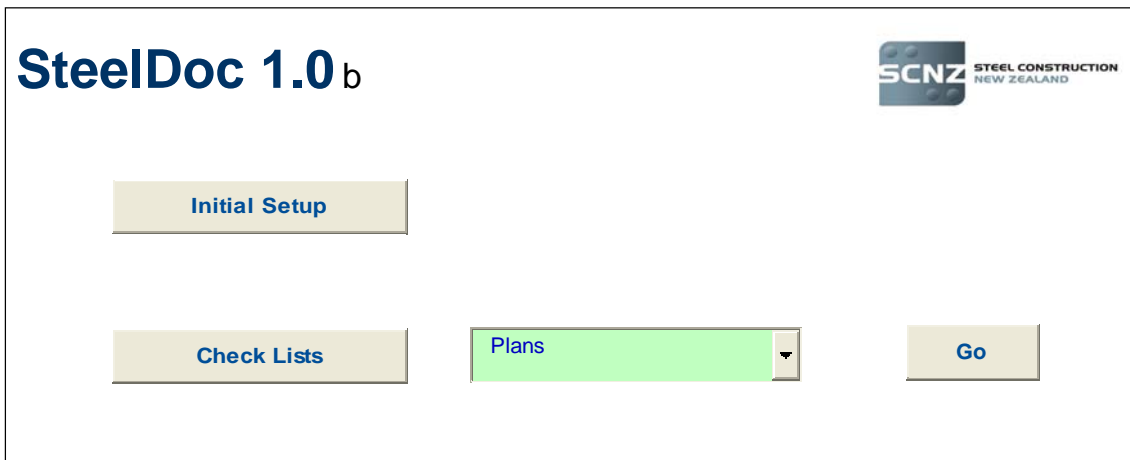 SteelDoc 1.0 b
SCNZ STEEL CONSTRUCTION
NEW ZEALAND
Initial Setup
Check Lists
Plans
Go